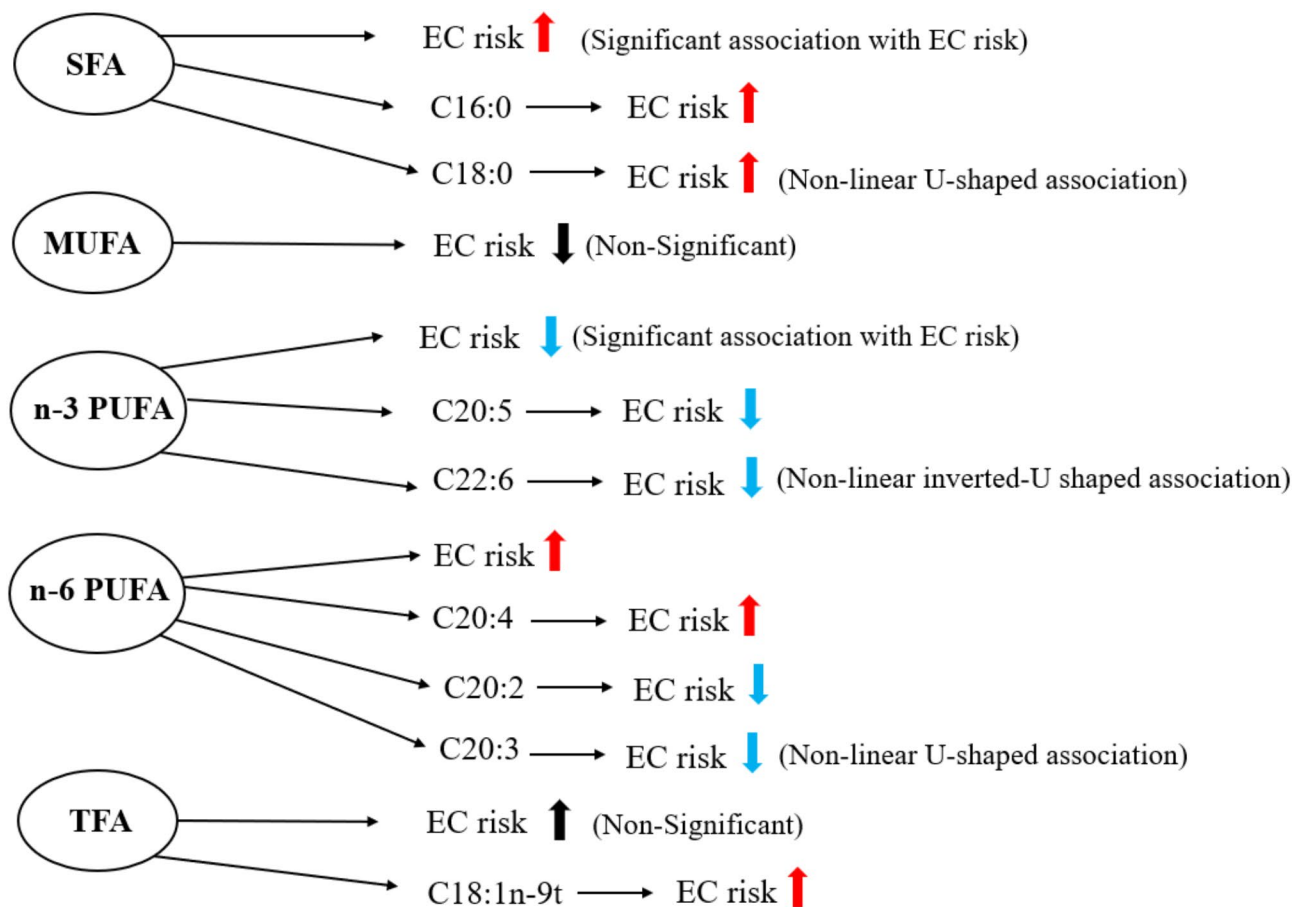 SFA
EC risk (Significant association with EC risk)
C16:0 EC risk
C18:0 EC risk (Non-linear U-shaped association)
MUFA
EC risk (Non-Significant)
n-3 PUFA
EC risk (Significant association with EC risk)
C20:5 EC risk
C22:6 EC risk (Non-linear inverted-U shaped association)
n-6 PUFA
EC risk
C20:4 EC risk
C20:2 EC risk
C20:3 EC risk (Non-linear U-shaped association)
TFA
EC risk (Non-Significant)
C18:1n-9t EC risk